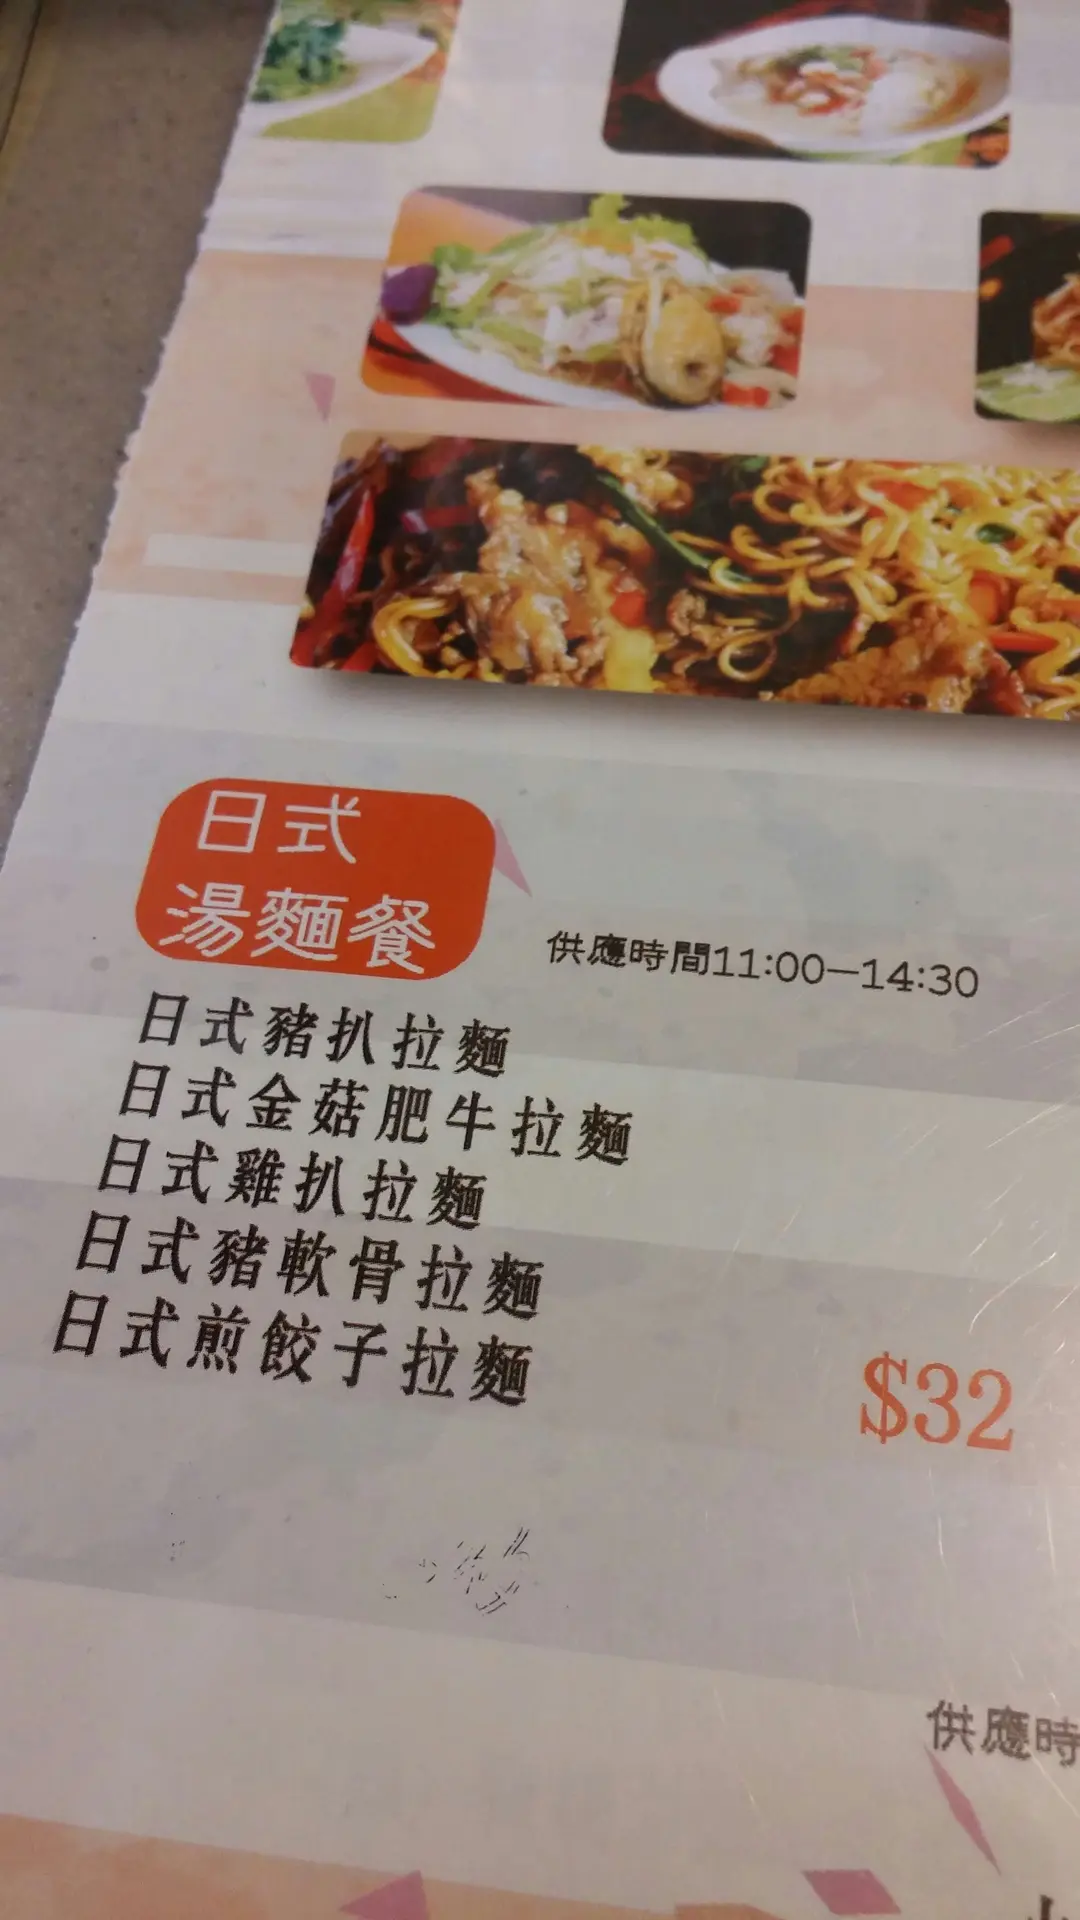 日式
湯麵餐
供應時間11:00—14:30
日式豬扒拉麵
日式金菇肥牛拉麵
日式雞扒拉麵
日式豬軟骨拉麵
日式煎餃子拉麵
$32
供應時